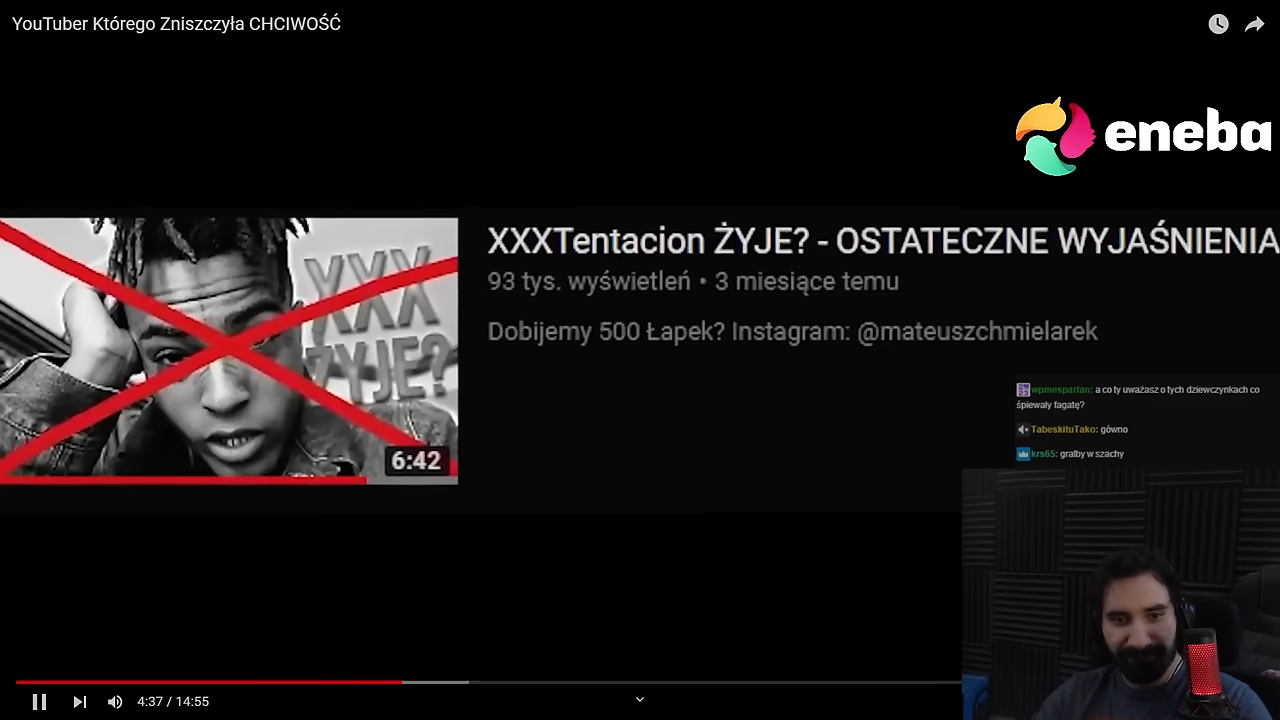 YouTuber Którego Zniszczyła CHCIWOŚĆ
eneba
XXXTentacion ŻYJE? - OSTATECZNE WYJAŚNIENIA
93 tys. wyświetleń • 3 miesiące temu
Dobijemy 500 Łapek? Instagram: @mateuszchmielarek
XXX
ŻYJE?
6:42
wpmespartan: a co ty uważasz o tych dziewczynkach co
śpiewały fagatę?
TabeskituTako: gówno
krs65: gralby w szachy
4:37 / 14:55